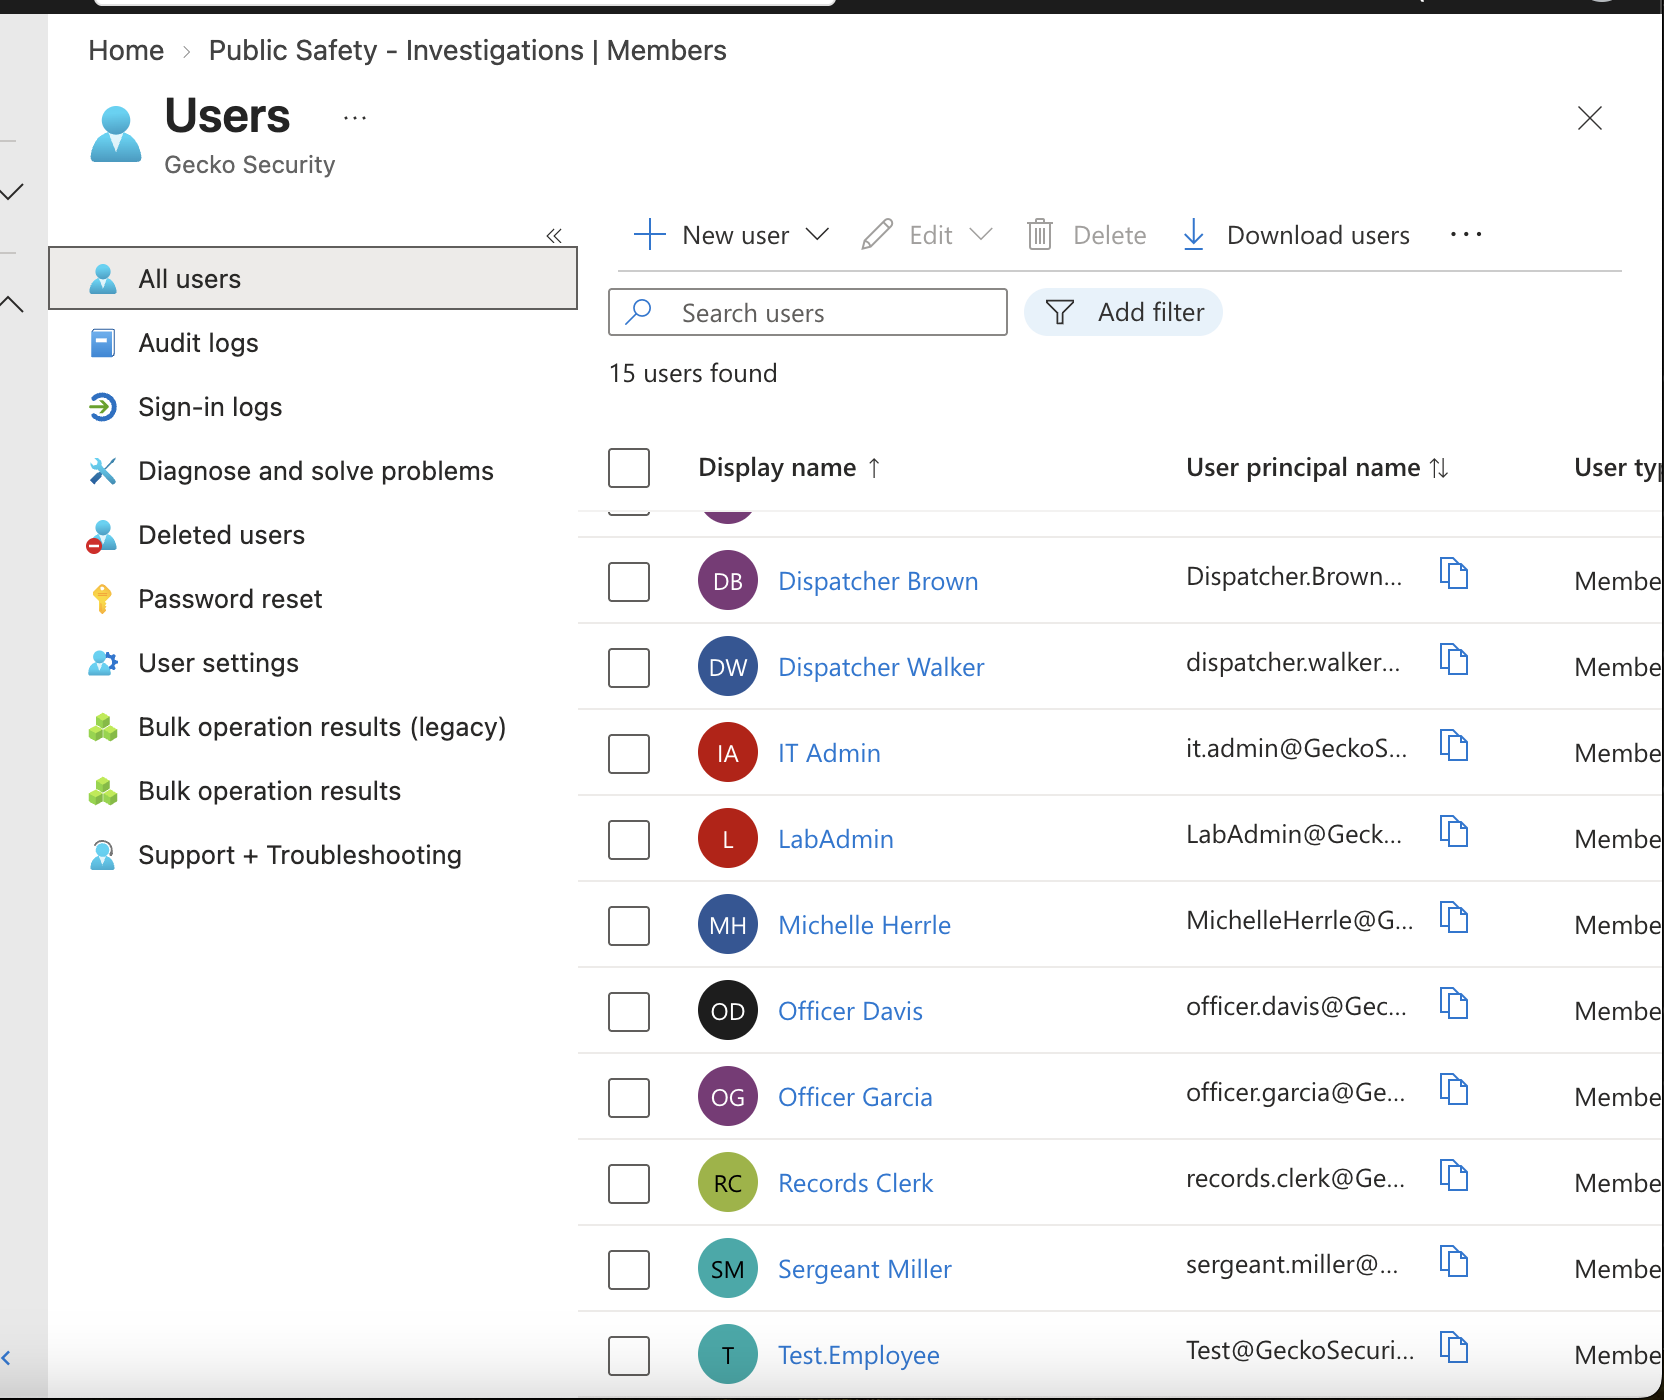 Home > Public Safety - Investigations | Members
Users ...
Gecko Security
«
New user Edit Delete Download users ...
All users
Audit logs
Sign-in logs
Diagnose and solve problems
Deleted users
Password reset
User settings
Bulk operation results (legacy)
Bulk operation results
Support + Troubleshooting
Search users
Add filter
15 users found
Display name ↑ User principal name ↑↓ User typ
DB Dispatcher Brown Dispatcher.Brown... Membe
DW Dispatcher Walker dispatcher.walker... Membe
IA IT Admin it.admin@GeckoS... Membe
L LabAdmin LabAdmin@Geck... Membe
MH Michelle Herrle MichelleHerrle@G... Membe
OD Officer Davis officer.davis@Gec... Membe
OG Officer Garcia officer.garcia@Ge... Membe
RC Records Clerk records.clerk@Ge... Membe
SM Sergeant Miller sergeant.miller@... Membe
T Test.Employee Test@GeckoSecuri... Membe